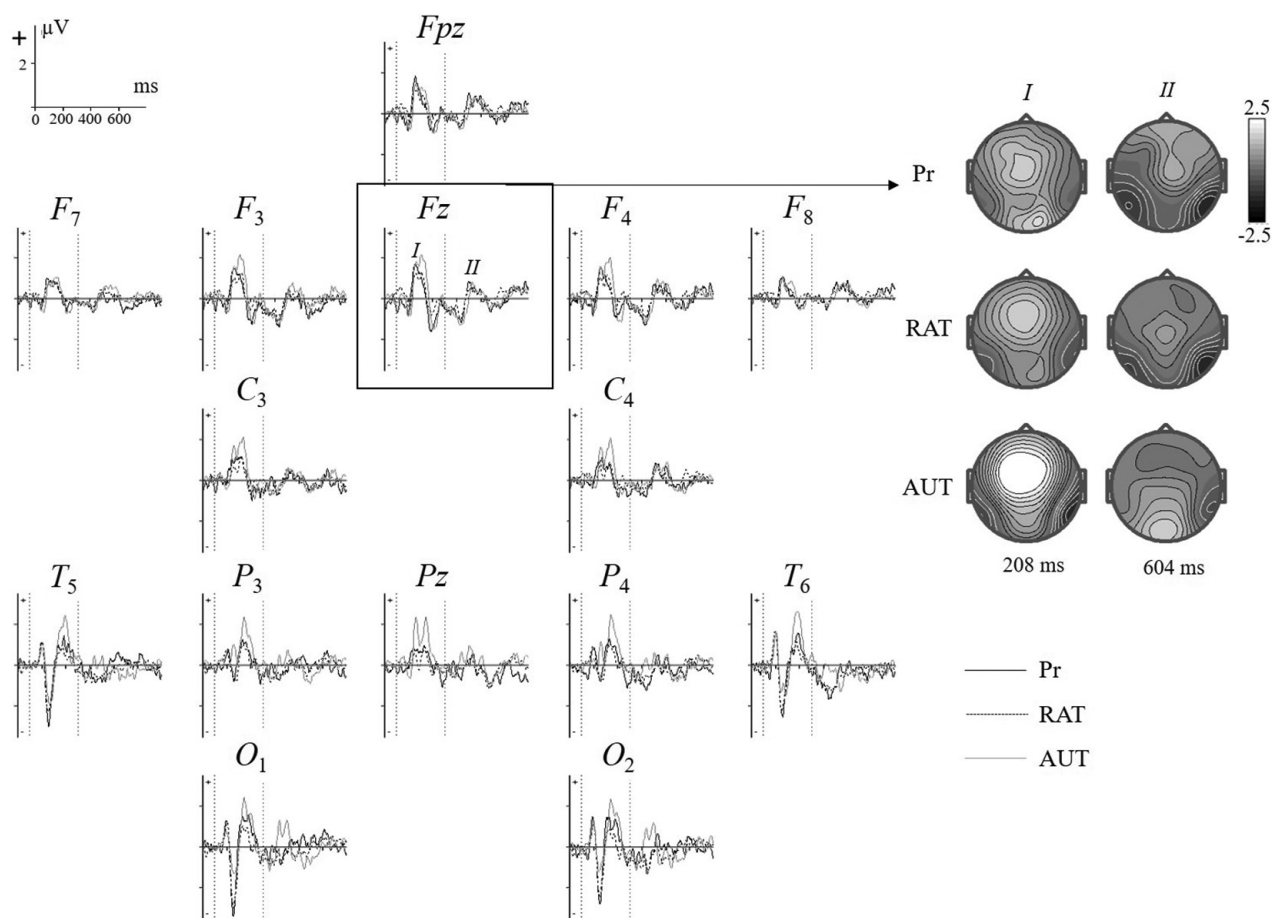 + μV
2
ms
0 200 400 600
Fpz
+
-
I II
2.5
-2.5
Pr
F7 F3 Fz F4 F8
+ + + + +
I II
- - - - -
RAT
C3 C4
+ +
- -
AUT
208 ms 604 ms
T5 P3 Pz P4 T6
+ + + + +
- - - - -
Pr
RAT
AUT
O1 O2
+ +
- -